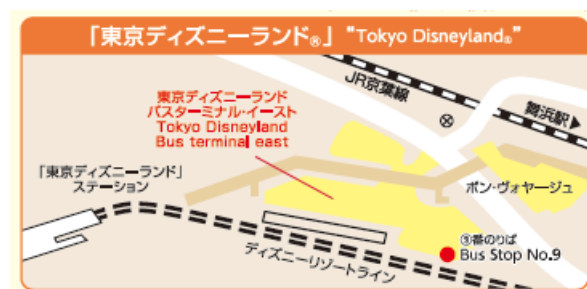 「東京ディズニーランド®」 "Tokyo Disneyland®"
JR京葉線
舞浜駅▶
東京ディズニーランド
バスターミナル・イースト
Tokyo Disneyland
Bus terminal east
「東京ディズニーランド」
ステーション
ボン・ヴォヤージュ
⑨番のりば
Bus Stop No.9
ディズニーリゾートライン